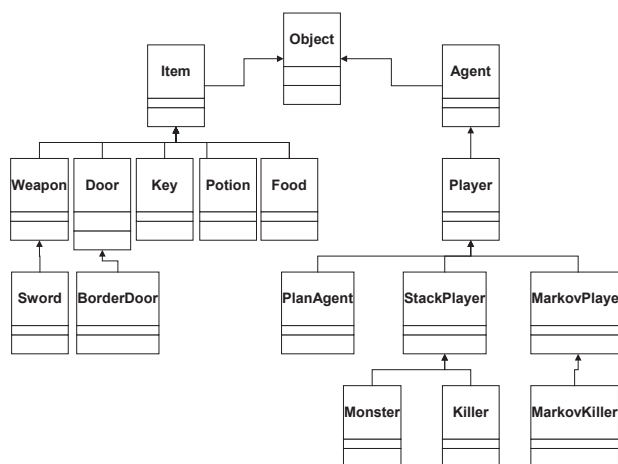 Object
Item
Agent
Weapon
Door
Key
Potion
Food
Player
Sword
BorderDoor
PlanAgent
StackPlayer
MarkovPlaye
Monster
Killer
MarkovKiller